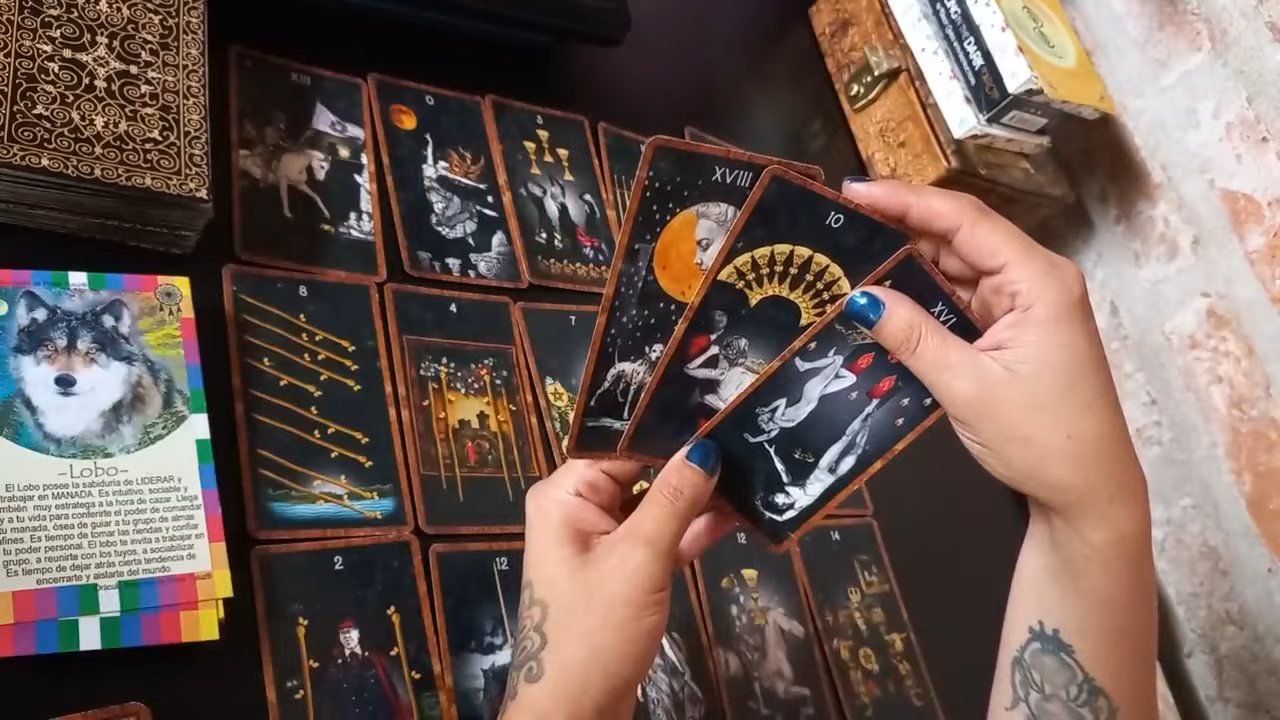 XIII
0
3
XVIII
10
XVI
8
4
7
2
12
12
14
DARK
-Lobo-
El Lobo posee la sabiduría de LIDERAR y
trabajar en MANADA. Es intuitivo, sociable y
también muy estratega a la hora de cazar. Llega
y a tu vida para conferirte el poder de comandar
tu manada, ósea de guiar a tu grupo de almas
fines. Es tiempo de tomar las riendas y confiar
tu poder personal. El lobo te invita a trabajar en
grupo, a reunirte con los tuyos, a sociabilizar.
Es tiempo de dejar atrás cierta tendencia de
encerrarte y aislarte del mundo.